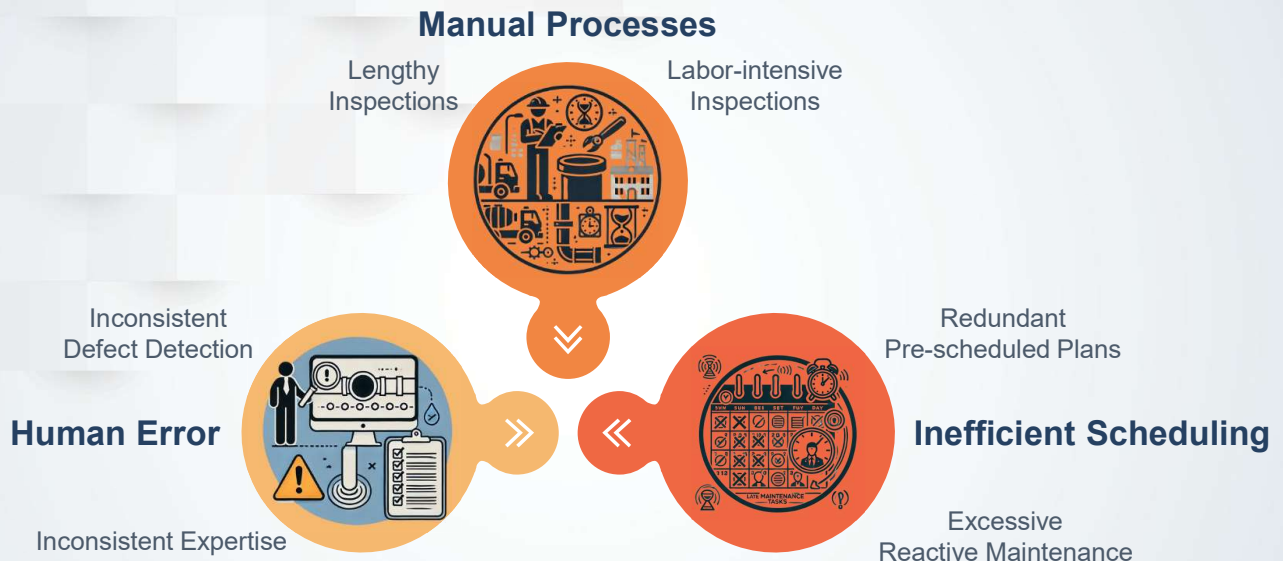 Manual Processes
Lengthy
Inspections
Labor-intensive
Inspections
Inconsistent
Defect Detection
Redundant
Pre-scheduled Plans
Human Error
Inefficient Scheduling
LATE MAINTENANCE
TASKS
Inconsistent Expertise
Excessive
Reactive Maintenance